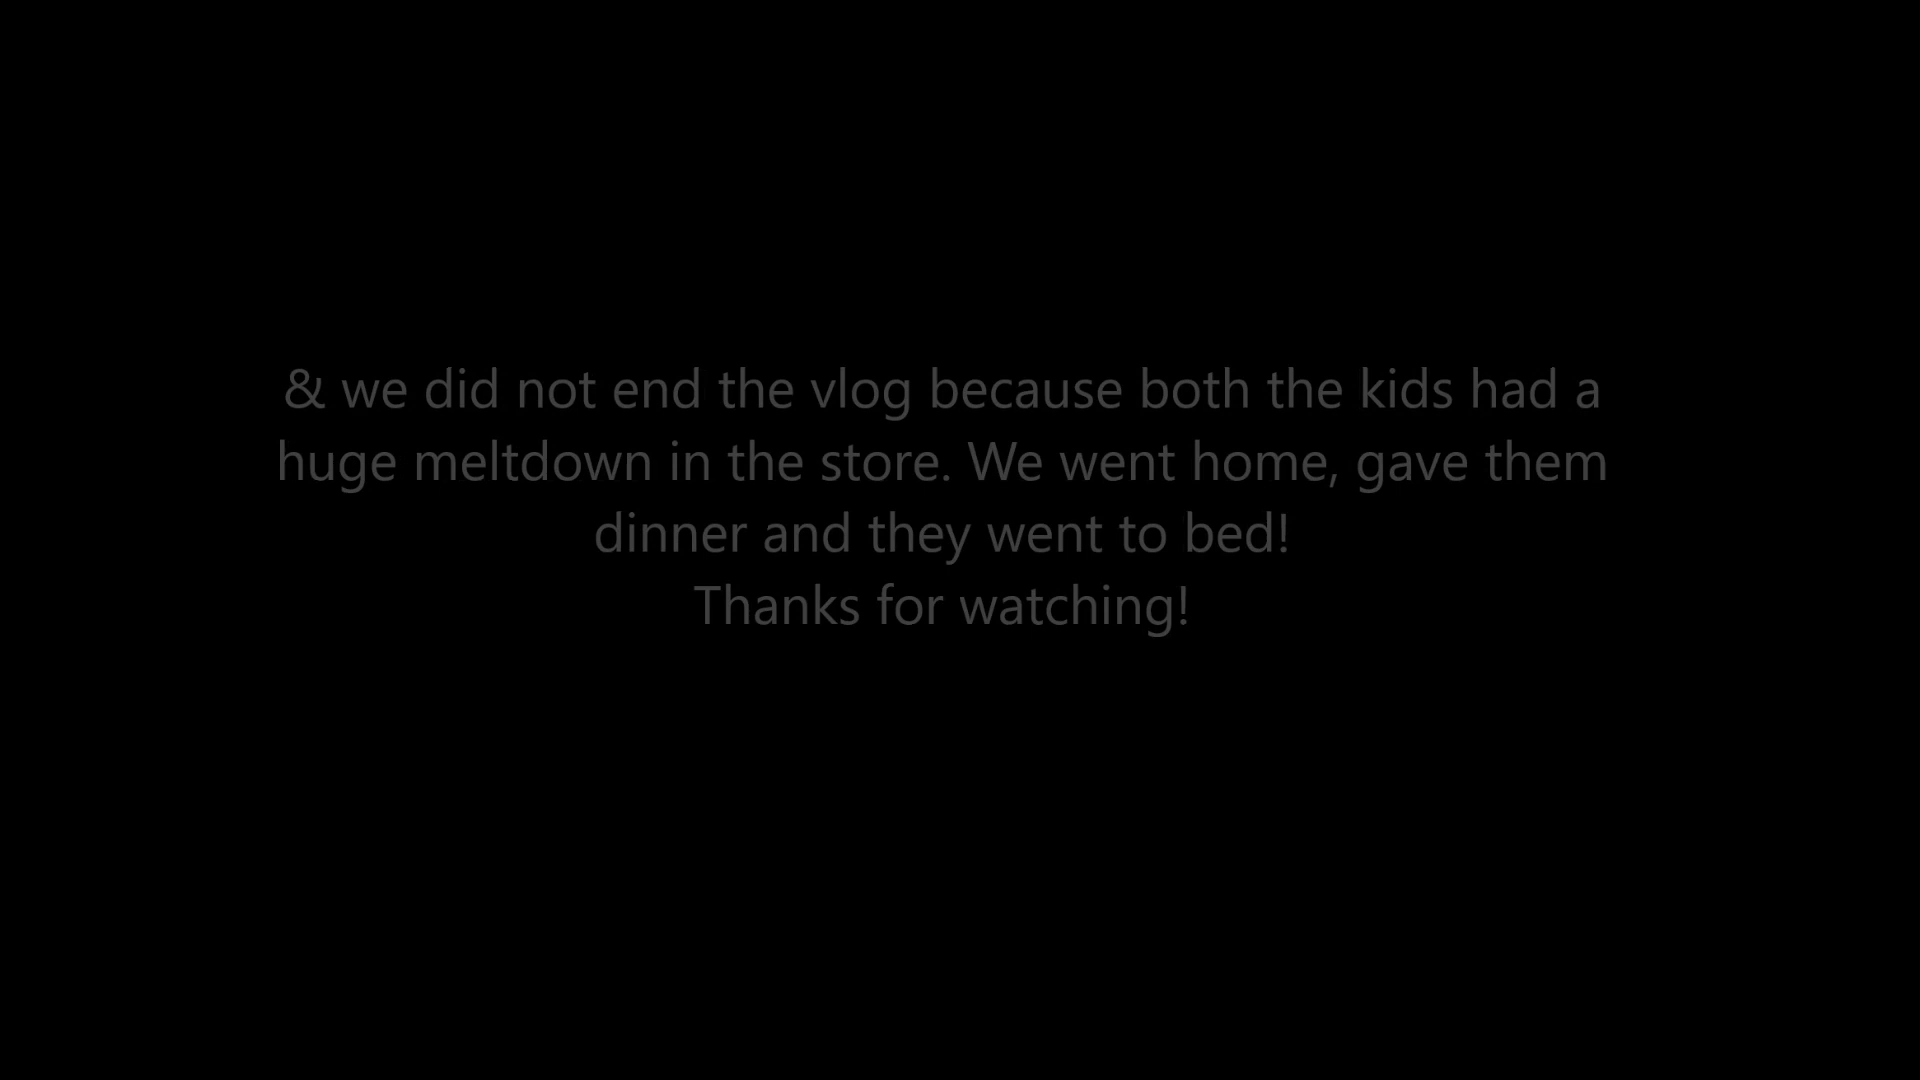 & we did not end the vlog because both the kids had a
huge meltdown in the store. We went home, gave them
dinner and they went to bed!
Thanks for watching!